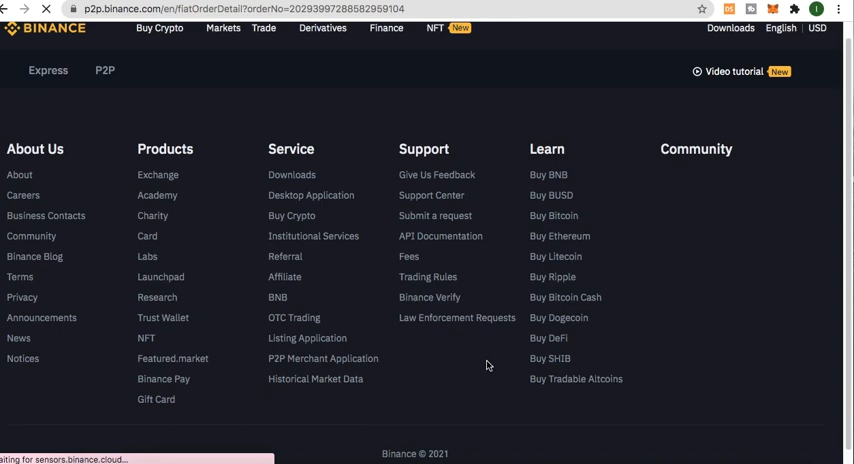 p2p.binance.com/en/fiatOrderDetail?orderNo=20293997288582959104
DS
I
BINANCE
Buy Crypto
Markets
Trade
Derivatives
Finance
NFT
New
Downloads
English
USD
Express
P2P
Video tutorial
New
About Us
About
Careers
Business Contacts
Community
Binance Blog
Terms
Privacy
Announcements
News
Notices
Products
Exchange
Academy
Charity
Card
Labs
Launchpad
Research
Trust Wallet
NFT
Featured.market
Binance Pay
Gift Card
Service
Downloads
Desktop Application
Buy Crypto
Institutional Services
Referral
Affiliate
BNB
OTC Trading
Listing Application
P2P Merchant Application
Historical Market Data
Support
Give Us Feedback
Support Center
Submit a request
API Documentation
Fees
Trading Rules
Binance Verify
Law Enforcement Requests
Learn
Buy BNB
Buy BUSD
Buy Bitcoin
Buy Ethereum
Buy Litecoin
Buy Ripple
Buy Bitcoin Cash
Buy Dogecoin
Buy DeFi
Buy SHIB
Buy Tradable Altcoins
Community
Binance © 2021
aiting for sensors.binance.cloud...